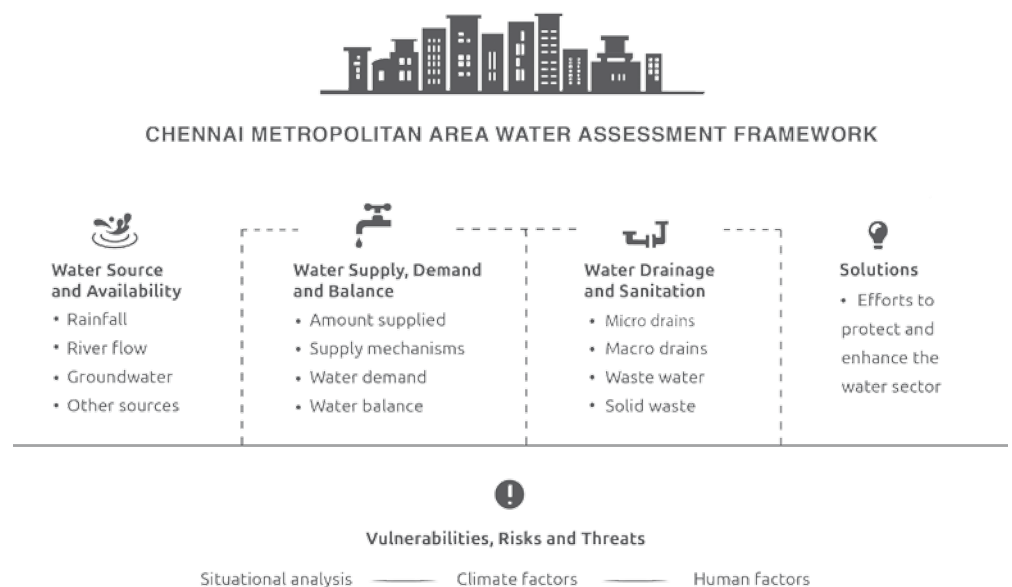 CHENNAI METROPOLITAN AREA WATER ASSESSMENT FRAMEWORK
Water Source
and Availability
• Rainfall
• River flow
• Groundwater
• Other sources
Water Supply, Demand
and Balance
• Amount supplied
• Supply mechanisms
• Water demand
• Water balance
Water Drainage
and Sanitation
• Micro drains
• Macro drains
• Waste water
• Solid waste
Solutions
• Efforts to
protect and
enhance the
water sector
Vulnerabilities, Risks and Threats
Situational analysis
Climate factors
Human factors